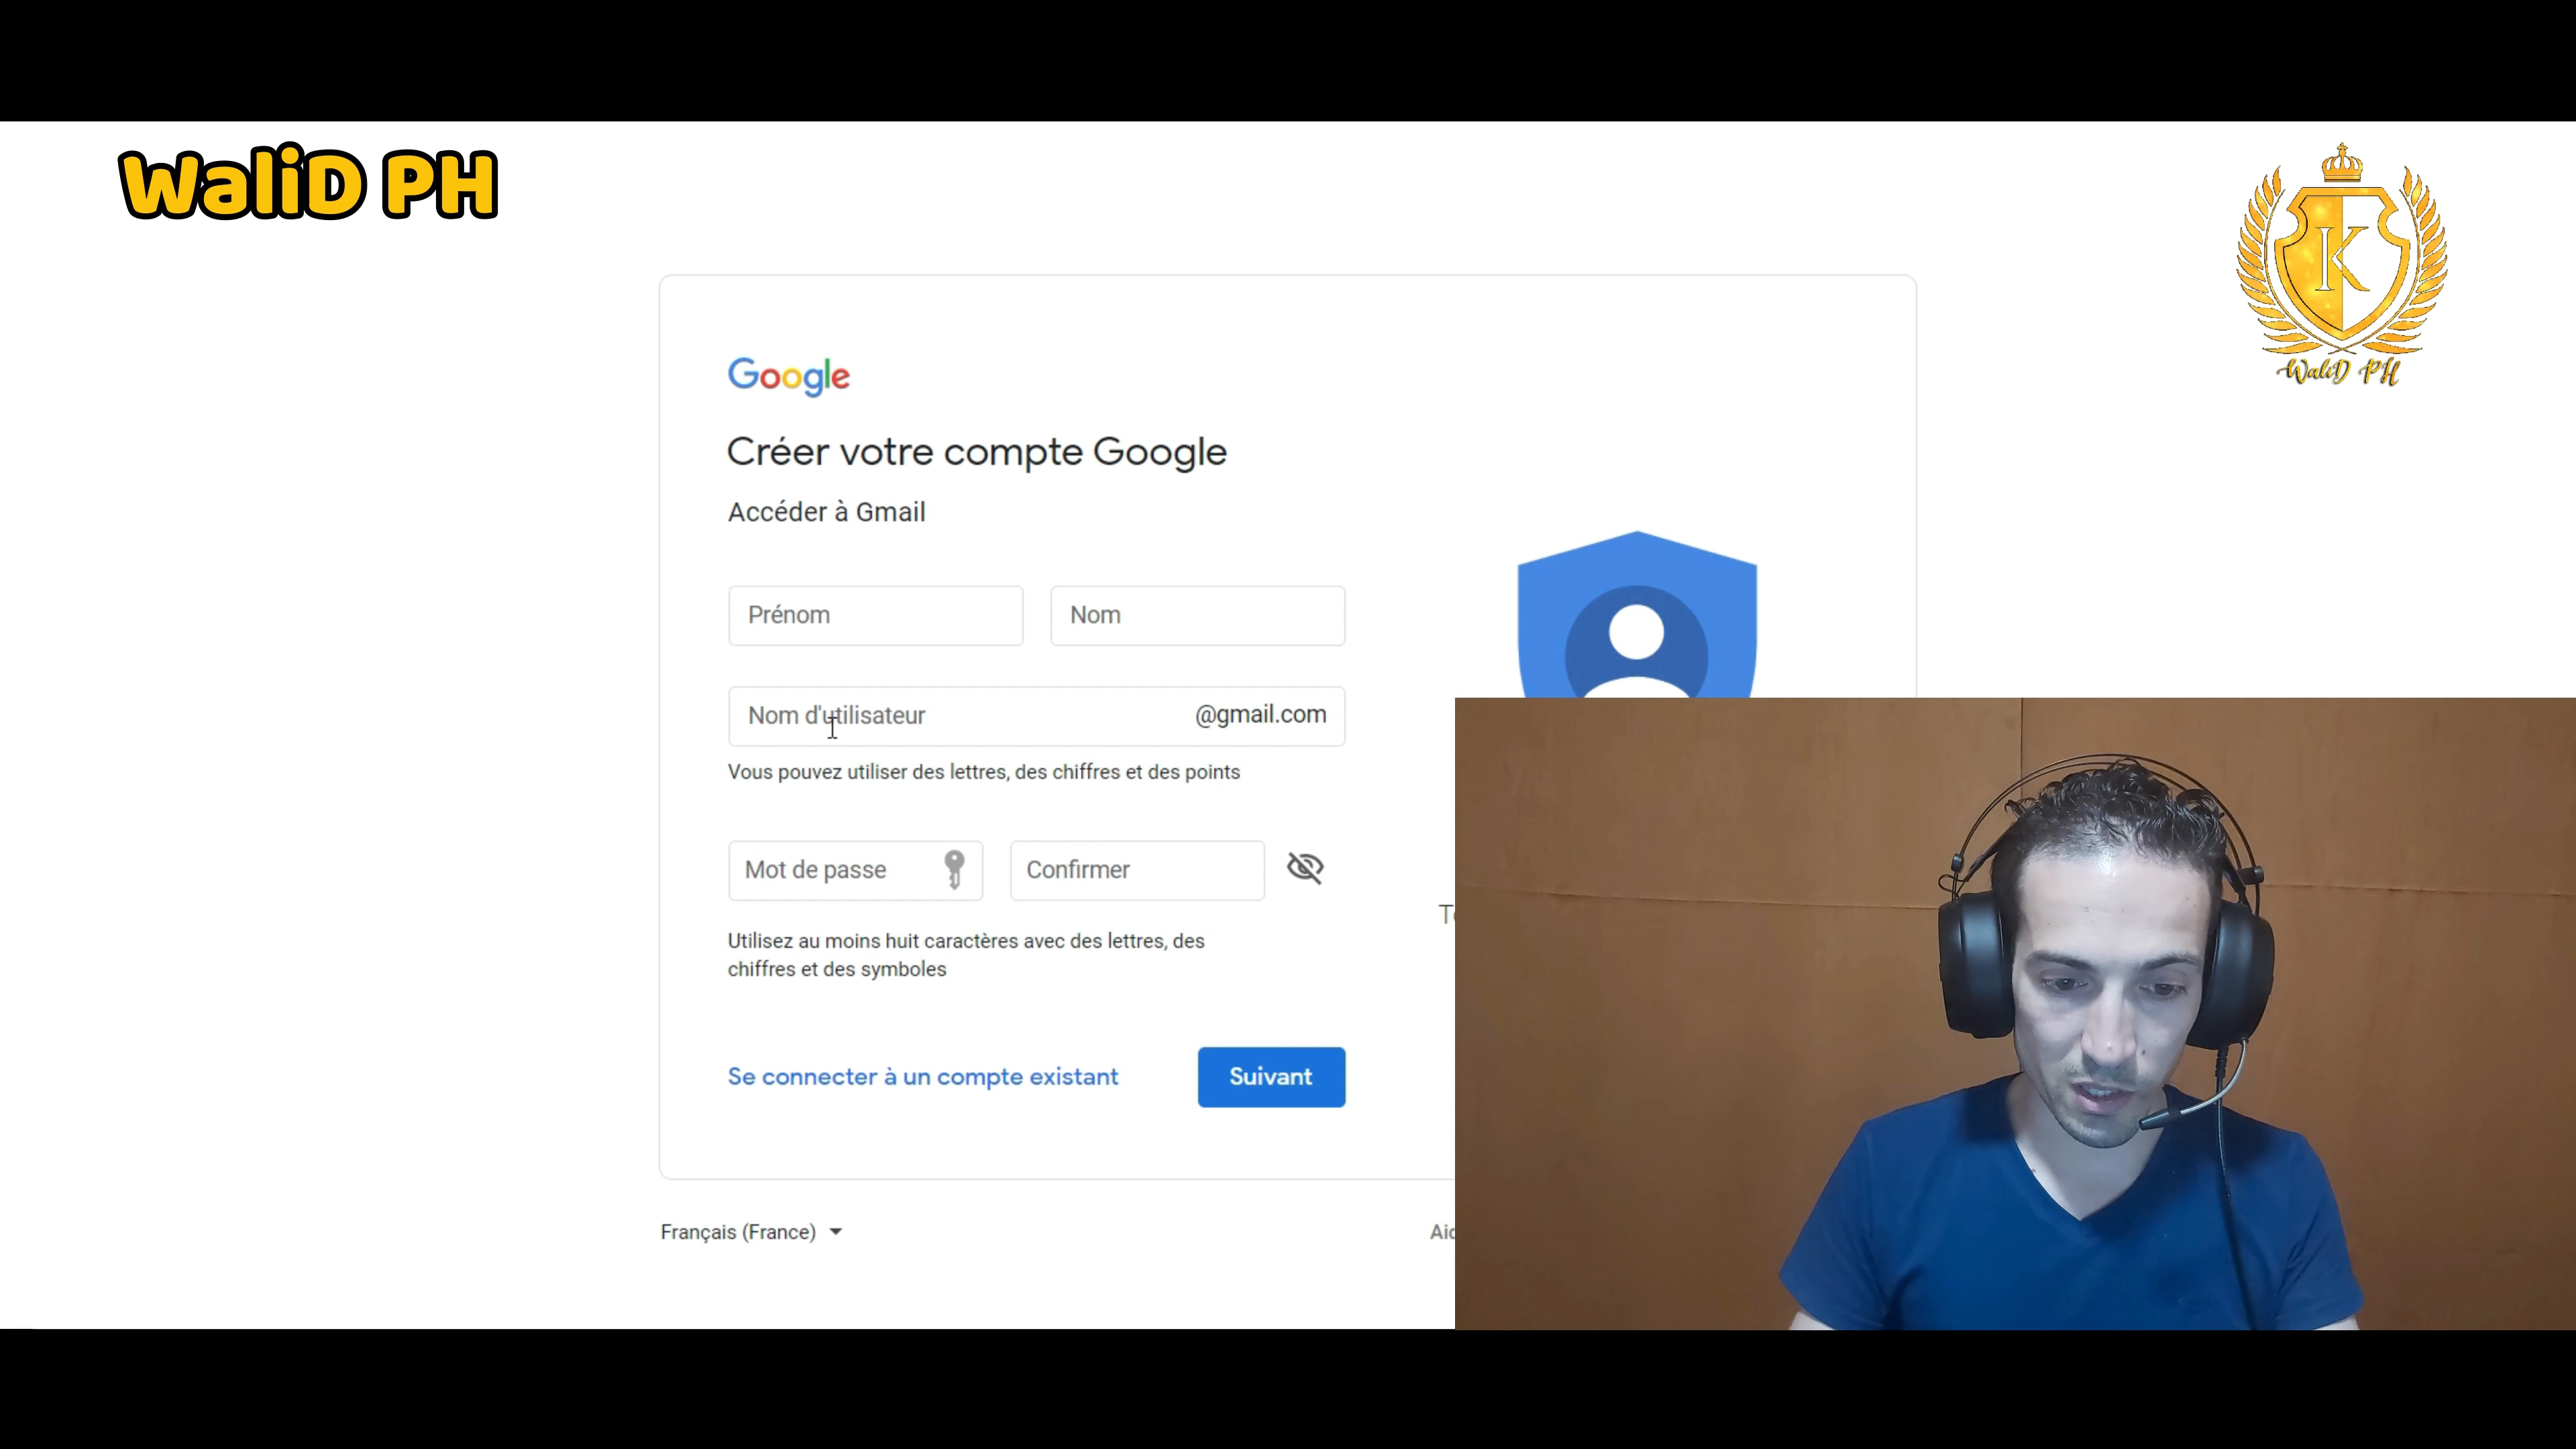 WaliD PH
K
WaliD PH
Google
Créer votre compte Google
Accéder à Gmail
Prénom
Nom
Nom d'utilisateur
@gmail.com
Vous pouvez utiliser des lettres, des chiffres et des points
Mot de passe
Confirmer
Utilisez au moins huit caractères avec des lettres, des
chiffres et des symboles
Se connecter à un compte existant
Suivant
Français (France)